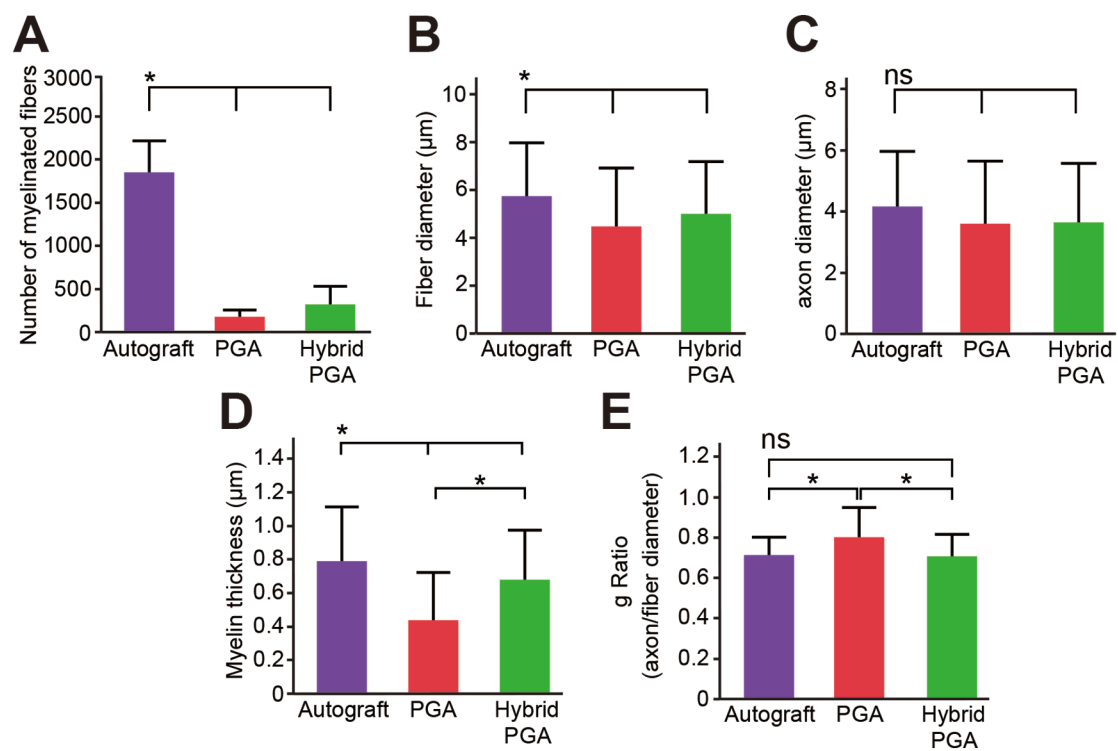 A
Number of myelinated fibers
3000
2500
2000
1500
1000
500
0
*
Autograft
PGA
Hybrid
PGA
B
Fiber diameter (μm)
10
8
6
4
2
0
*
Autograft
PGA
Hybrid
PGA
C
axon diameter (μm)
8
6
4
2
0
ns
Autograft
PGA
Hybrid
PGA
D
Myelin thickness (μm)
1.4
1.2
1.0
0.8
0.6
0.4
0.2
0
*
*
Autograft
PGA
Hybrid
PGA
E
g Ratio
(axon/fiber diameter)
1.2
1.0
0.8
0.6
0.4
0.2
0
ns
*
*
Autograft
PGA
Hybrid
PGA